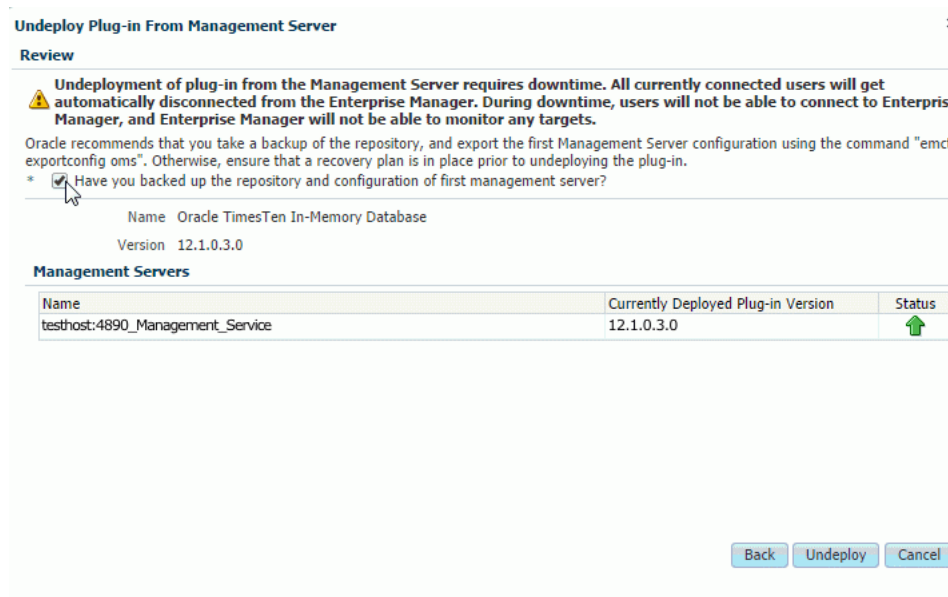 Undeploy Plug-in From Management Server
Review
Undeployment of plug-in from the Management Server requires downtime. All currently connected users will get
automatically disconnected from the Enterprise Manager. During downtime, users will not be able to connect to Enterpris
Manager, and Enterprise Manager will not be able to monitor any targets.
Oracle recommends that you take a backup of the repository, and export the first Management Server configuration using the command "emct
exportconfig oms". Otherwise, ensure that a recovery plan is in place prior to undeploying the plug-in.
* Have you backed up the repository and configuration of first management server?
Name Oracle TimesTen In-Memory Database
Version 12.1.0.3.0
Management Servers
Name Currently Deployed Plug-in Version Status
testhost:4890_Management_Service 12.1.0.3.0
Back Undeploy Cancel